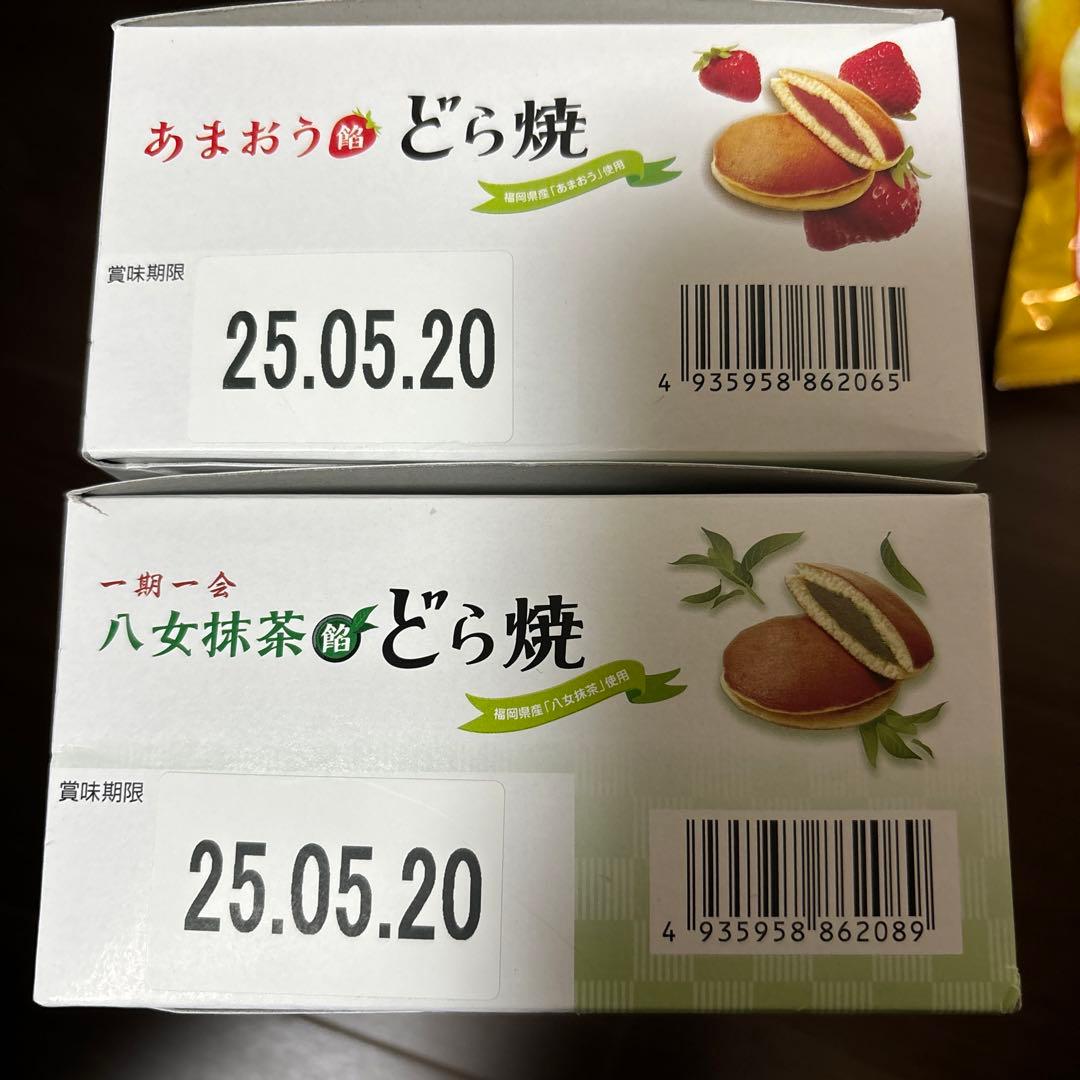 あまおう餡どら焼
福岡県産「あまおう」使用
賞味期限
25.05.20
4 935958 862065
一期一会
八女抹茶餡どら焼
福岡県産「八女抹茶」使用
賞味期限
25.05.20
4 935958 862089